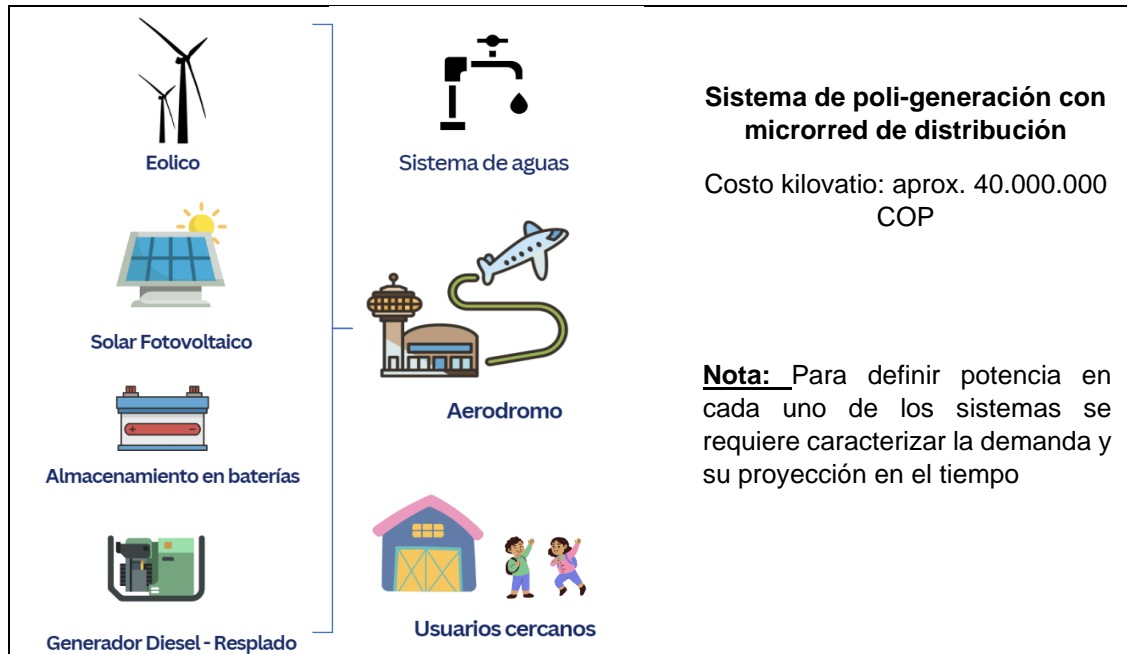 Eolico
Solar Fotovoltaico
Almacenamiento en baterías
Generador Diesel - Resplado
Sistema de aguas
Aerodromo
Usuarios cercanos
Sistema de poli-generación con
microrred de distribución
Costo kilovatio: aprox. 40.000.000
COP
Nota: Para definir potencia en
cada uno de los sistemas se
requiere caracterizar la demanda y
su proyección en el tiempo